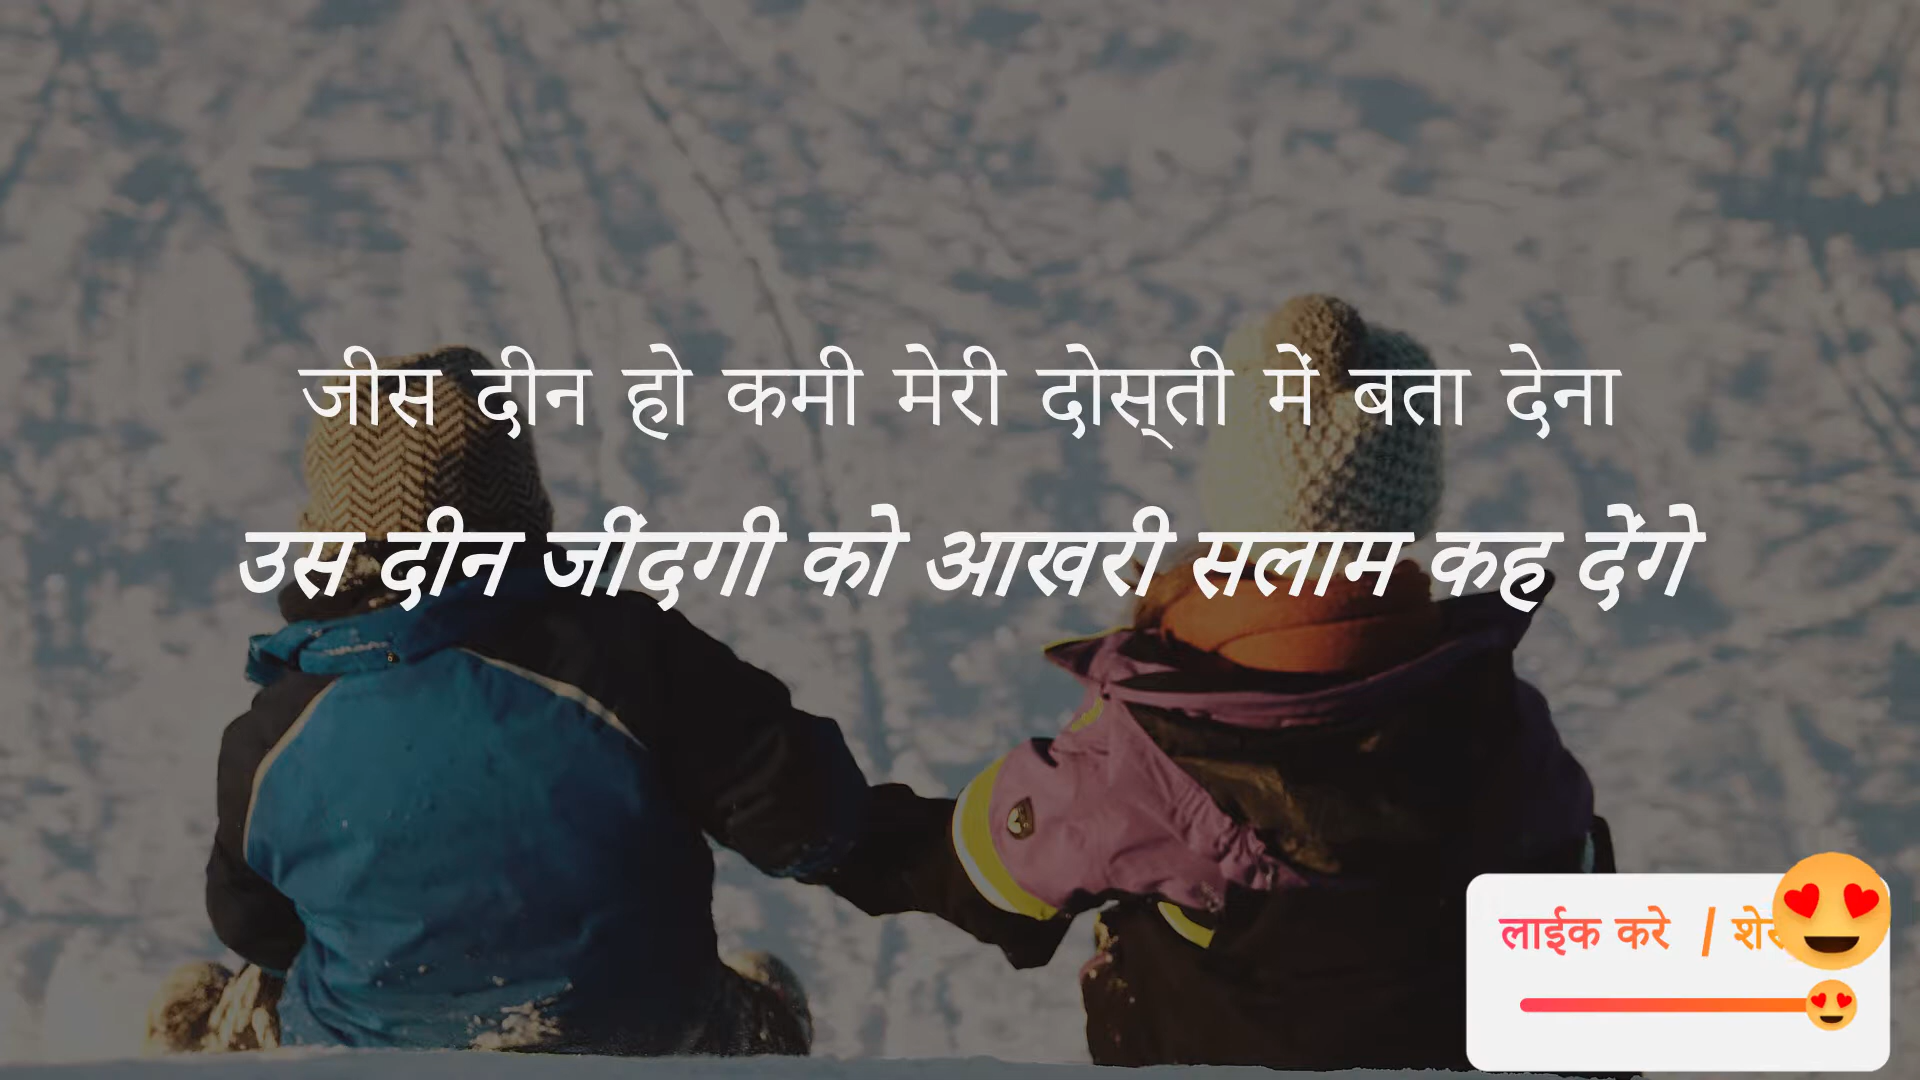 जीस दीन हो कमी मेरी दोस्‌ती में बता देना
उस दीन जींदगी को आखरी सलाम कह देंगे
लाईक करे /